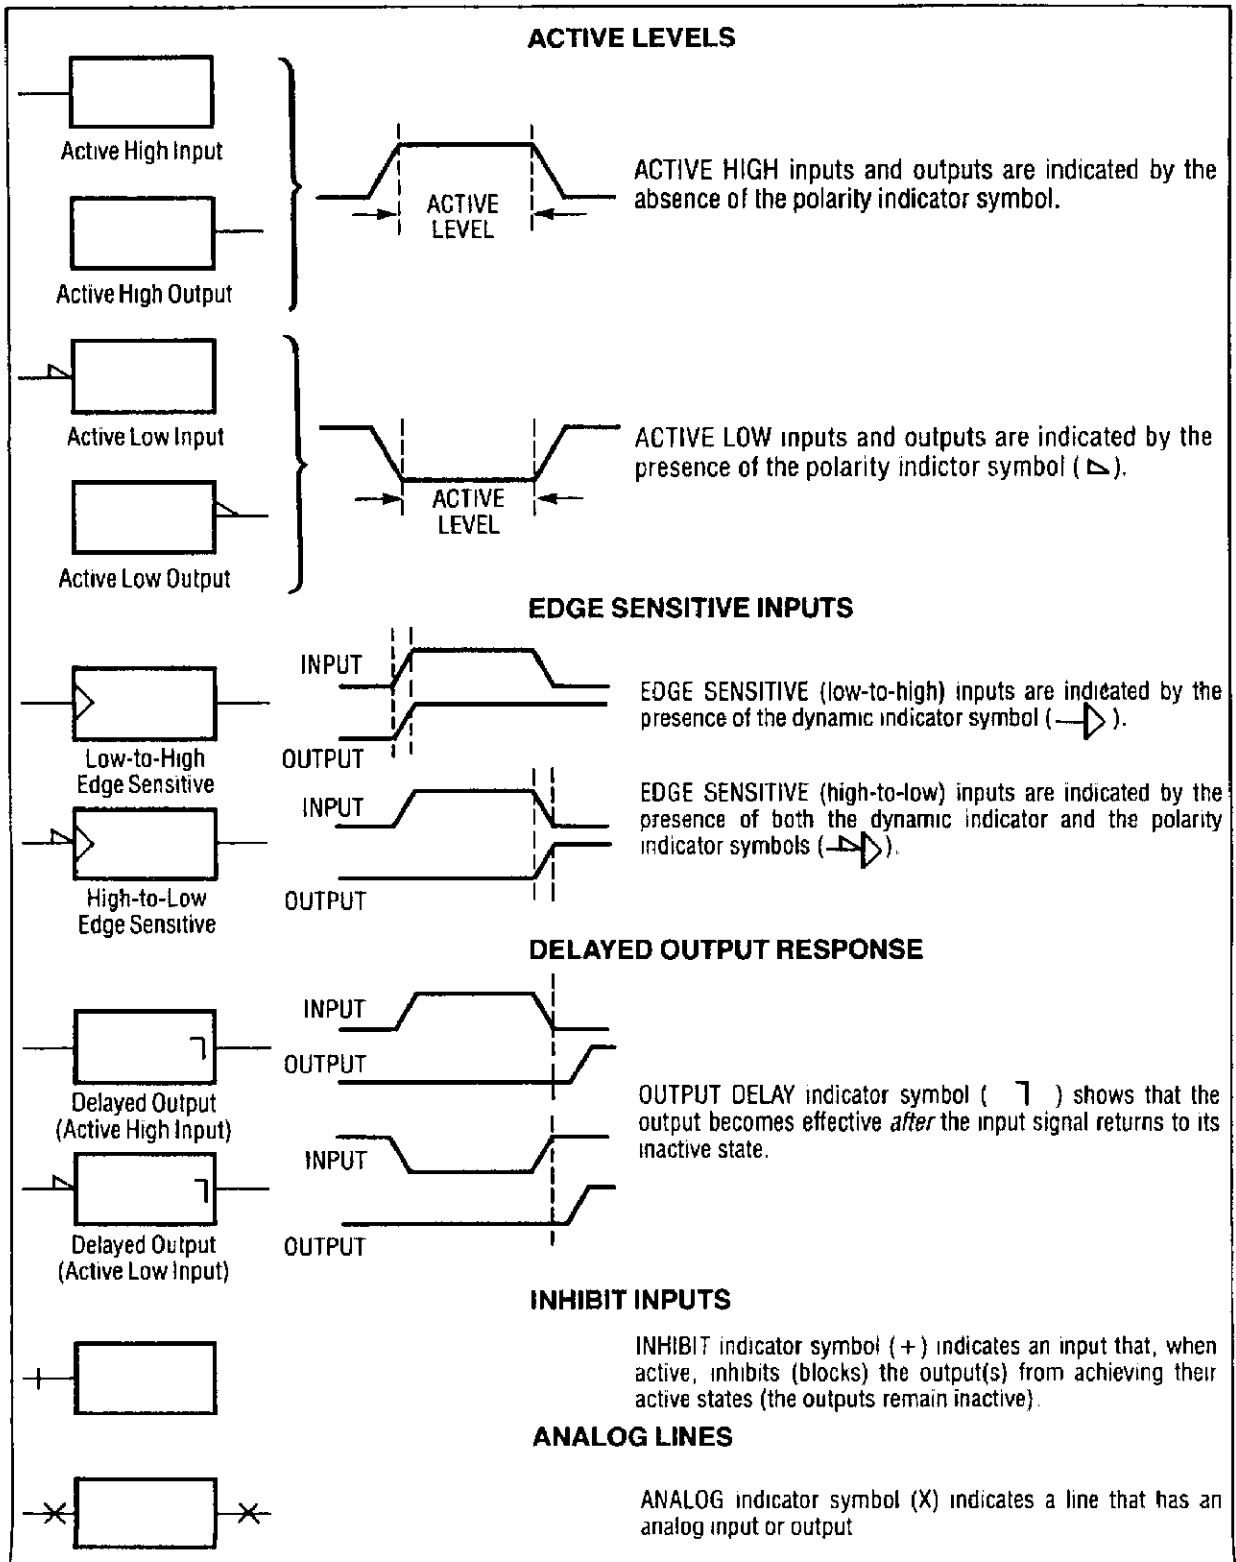 ACTIVE LEVELS
Active High Input
Active High Output
ACTIVE
LEVEL
ACTIVE HIGH inputs and outputs are indicated by the
absence of the polarity indicator symbol.
Active Low Input
Active Low Output
ACTIVE
LEVEL
ACTIVE LOW inputs and outputs are indicated by the
presence of the polarity indictor symbol ( ⊾ ).
EDGE SENSITIVE INPUTS
Low-to-High
Edge Sensitive
INPUT
OUTPUT
EDGE SENSITIVE (low-to-high) inputs are indicated by the
presence of the dynamic indicator symbol ( ).
High-to-Low
Edge Sensitive
INPUT
OUTPUT
EDGE SENSITIVE (high-to-low) inputs are indicated by the
presence of both the dynamic indicator and the polarity
indicator symbols ( ).
DELAYED OUTPUT RESPONSE
Delayed Output
(Active High Input)
INPUT
OUTPUT
Delayed Output
(Active Low Input)
INPUT
OUTPUT
OUTPUT DELAY indicator symbol ( ㄱ ) shows that the
output becomes effective after the input signal returns to its
inactive state.
INHIBIT INPUTS
INHIBIT indicator symbol (+) indicates an input that, when
active, inhibits (blocks) the output(s) from achieving their
active states (the outputs remain inactive).
ANALOG LINES
ANALOG indicator symbol (X) indicates a line that has an
analog input or output